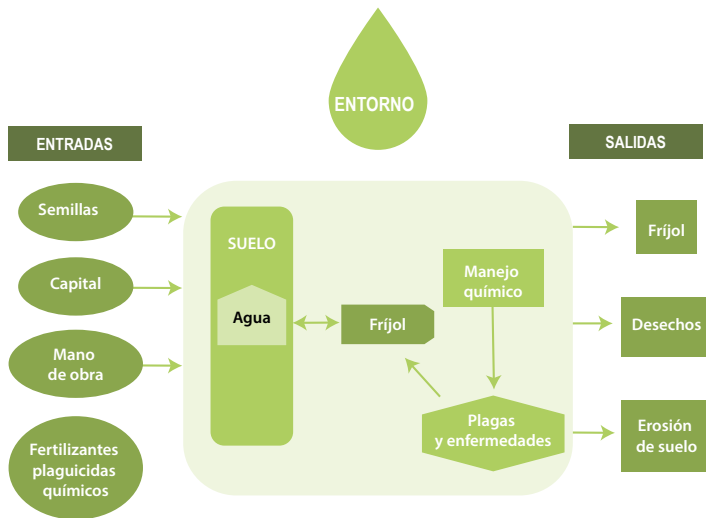 ENTORNO
ENTRADAS
SALIDAS
Semillas
Capital
Mano
de obra
Fertilizantes
plaguicidas
químicos
SUELO
Agua
Fríjol
Manejo
químico
Plagas
y enfermedades
Fríjol
Desechos
Erosión
de suelo